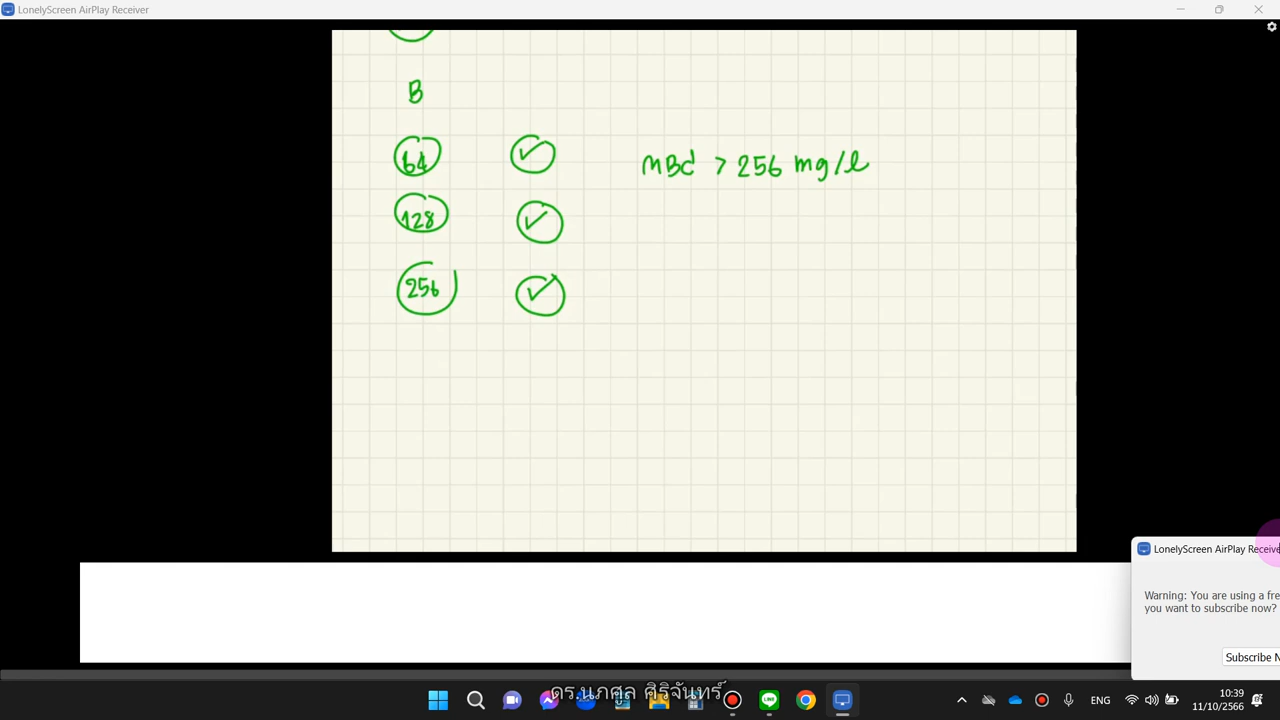 LonelyScreen AirPlay Receiver
B
64 ✓
MBC > 256 mg/l
128 ✓
256 ✓
LonelyScreen AirPlay Receive
Warning: You are using a fre
you want to subscribe now?
Subscribe N
ดร.นภศูล ศิริจันทร์
ENG
10:39
11/10/2566